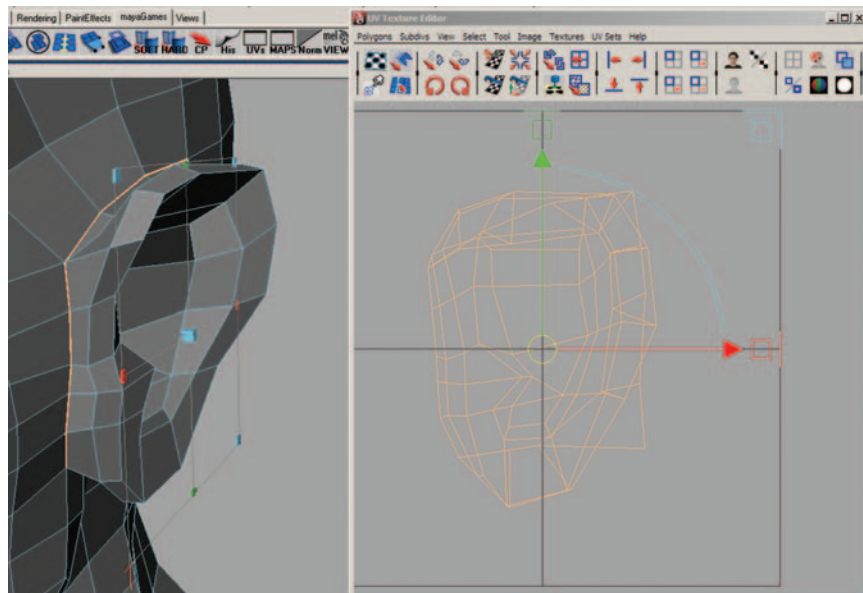 Rendering PaintEffects mayaGames Views
SOFT HARD CP His UVs MAPS Norm mel VIEW
UV Texture Editor
Polygons Subdivs View Select Tool Image Textures UV Sets Help